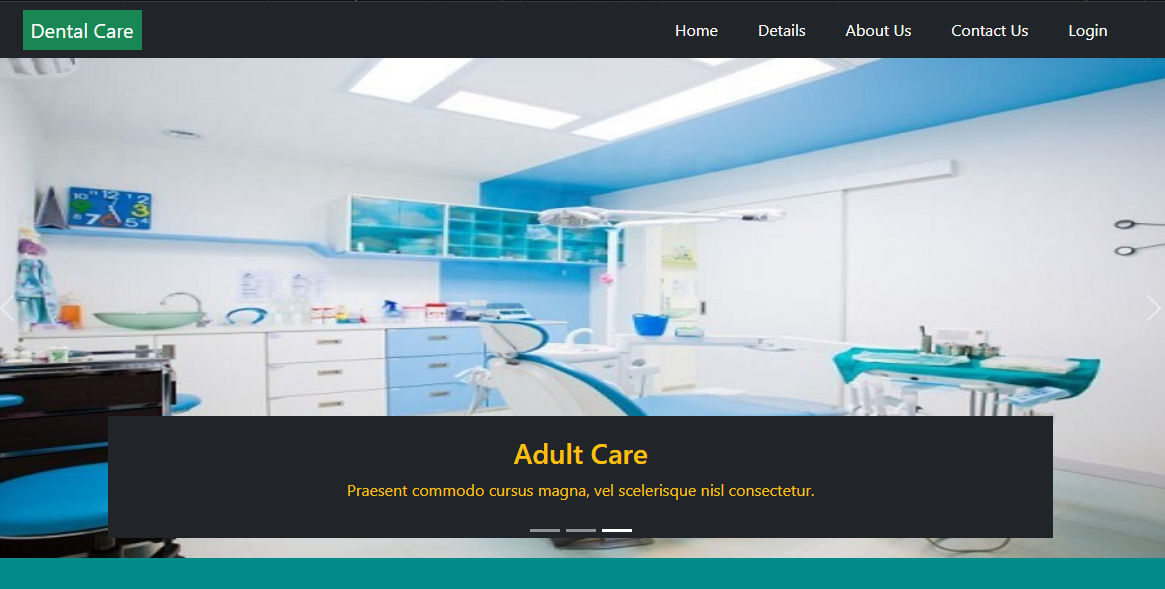 Dental Care
Home Details About Us Contact Us Login
Adult Care
Praesent commodo cursus magna, vel scelerisque nisl consectetur.